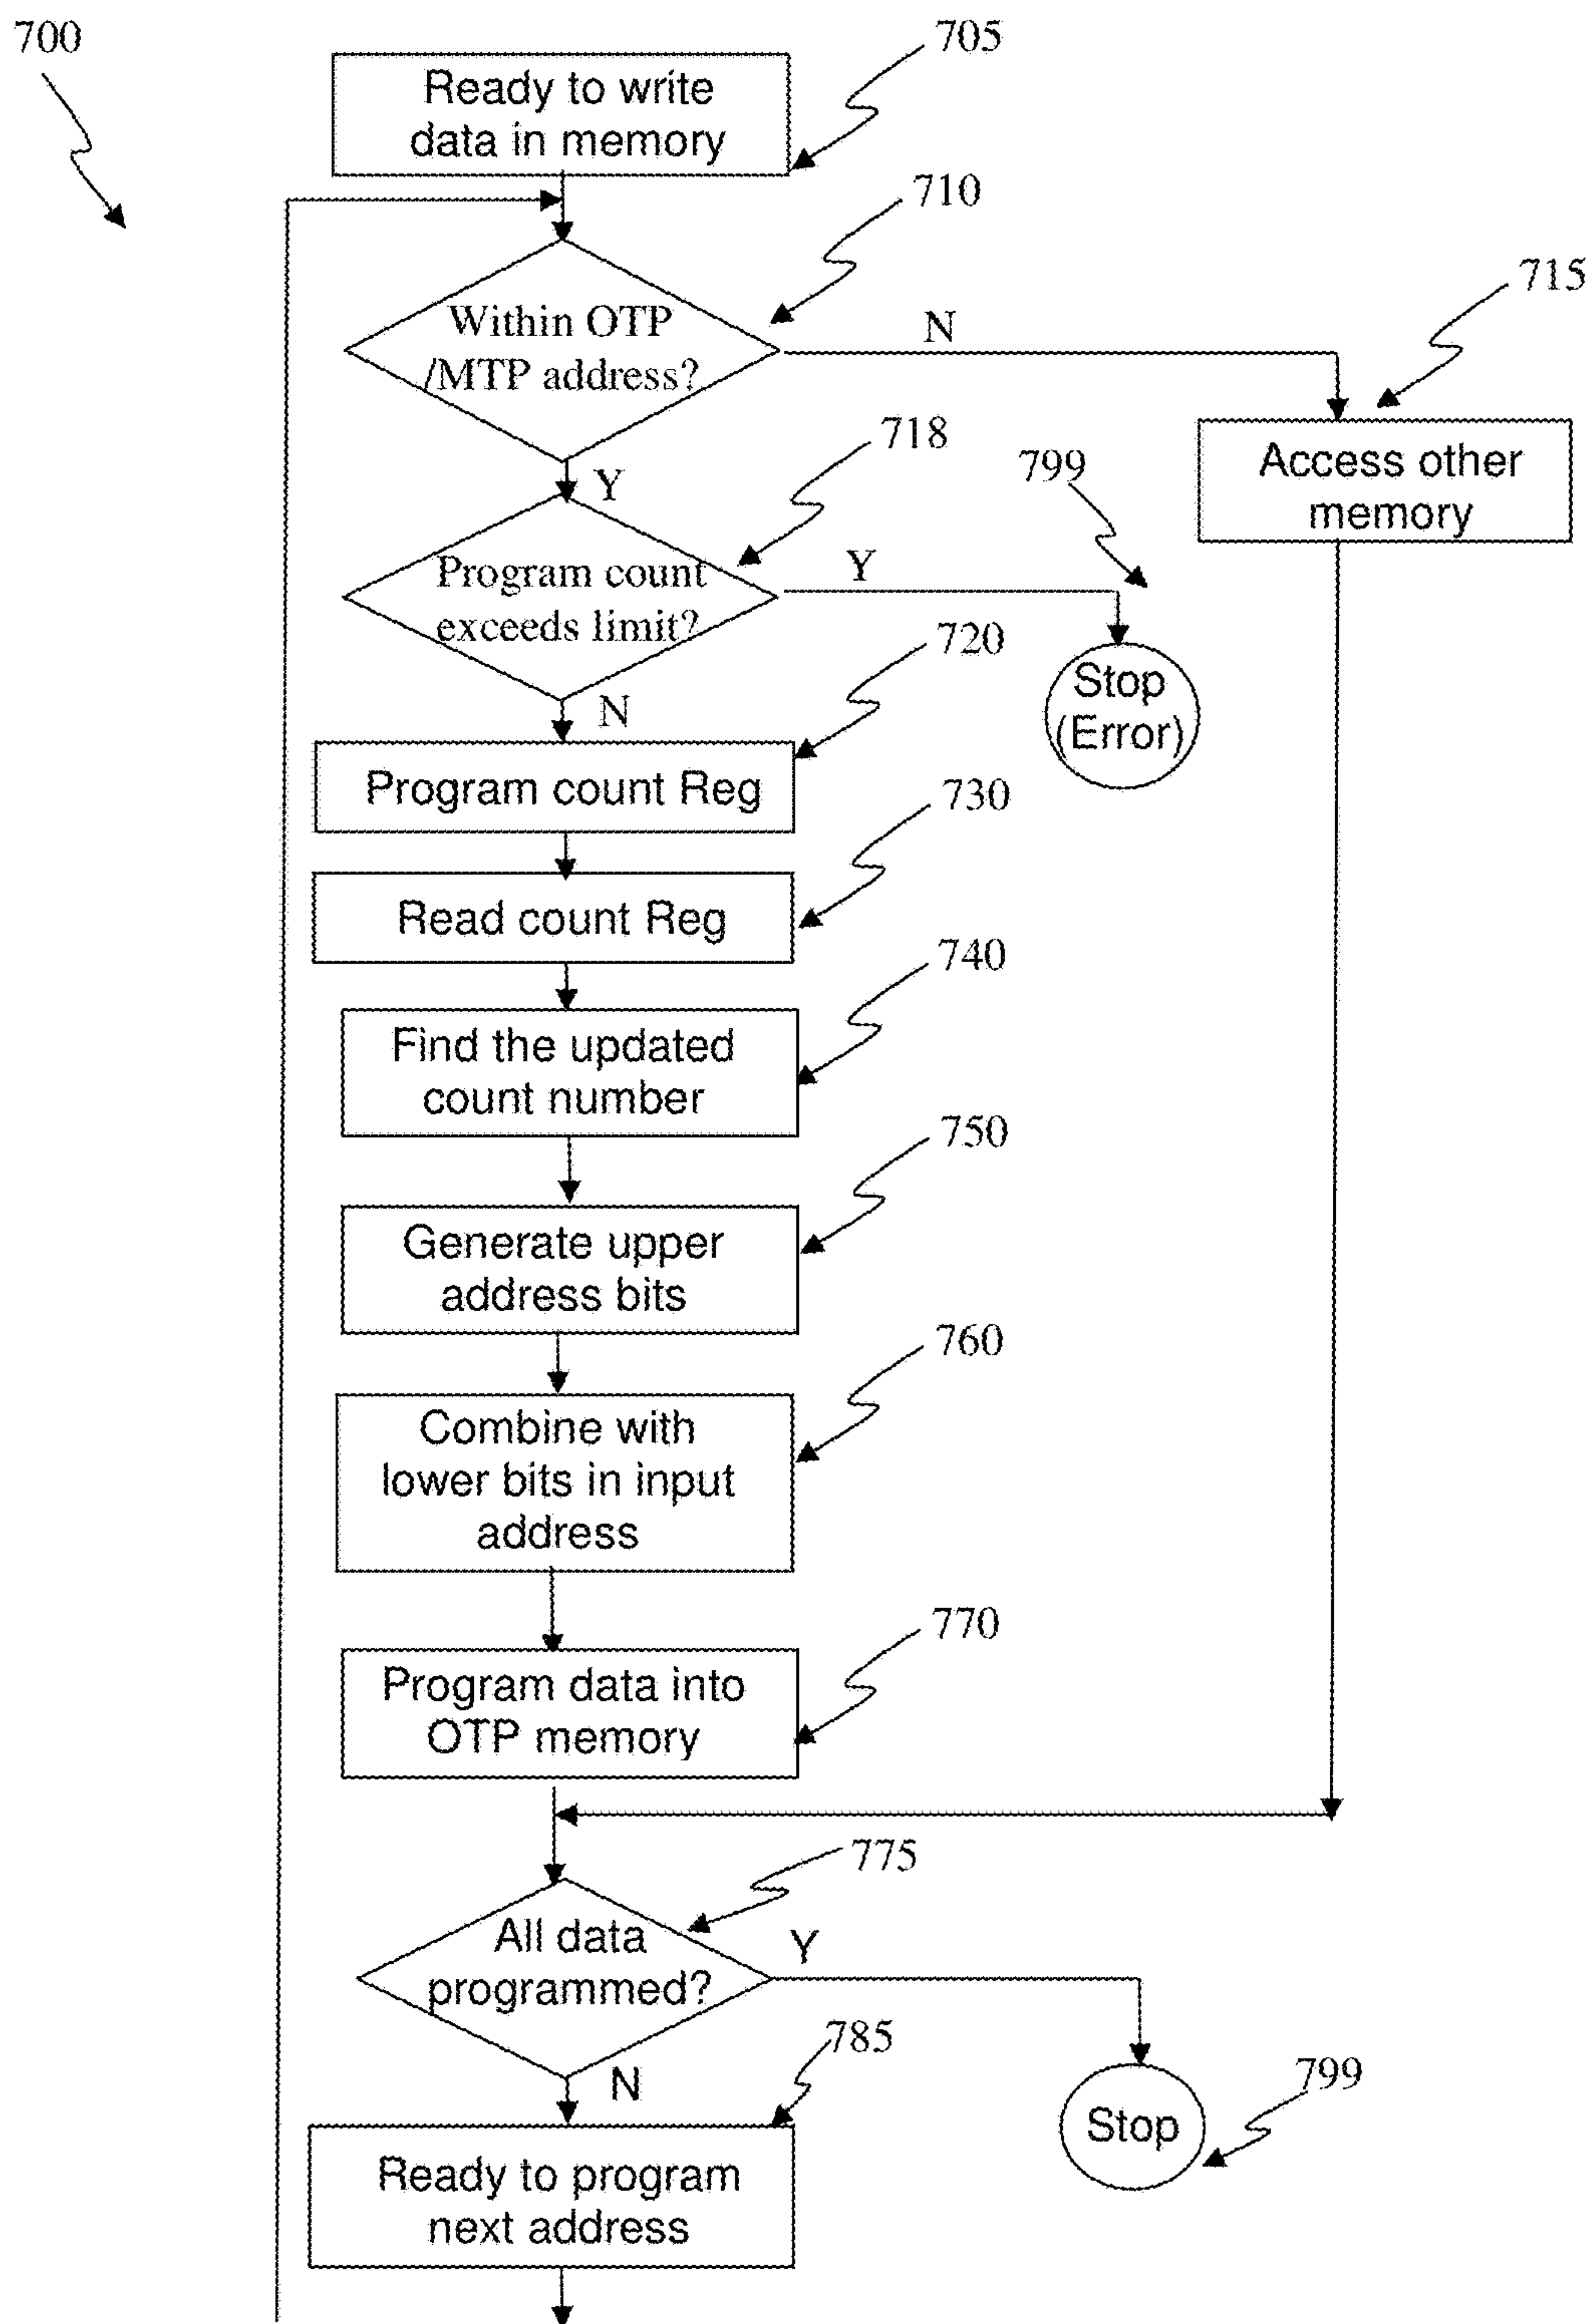 700
705
Ready to write
data in memory
710
Within OTP
/MTP address?
N
715
Access other
memory
Y
718
799
Program count
exceeds limit?
Y
Stop
(Error)
N
720
Program count Reg
730
Read count Reg
740
Find the updated
count number
750
Generate upper
address bits
760
Combine with
lower bits in input
address
770
Program data into
OTP memory
775
All data
programmed?
Y
N
785
799
Stop
Ready to program
next address